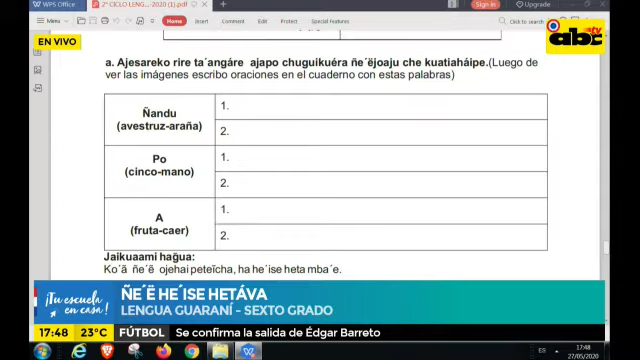 WPS Office
2° CICLO LENG... -2020 (1).pdf
Sign in
Upgrade
Home
Edit
Comment
Protect
Special Features
Click to search
EN VIVO
abc tv
a. Ajesareko rire ta´angáre ajapo chuguikuéra ñe´ëjoaju che kuatiahápe.(Luego de
ver las imágenes escribo oraciones en el cuaderno con estas palabras)
Ñandu
(avestruz-araña)
1.
2.
Po
(cinco-mano)
1.
2.
A
(fruta-caer)
1.
2.
Jaikuaami hag̃ua:
Ko´ã ñe´ẽ ojehai peteĩcha, ha he´ise heta mba´e.
¡Tu escuela en casa!
ÑE´Ë HE´ISE HETÁVA
LENGUA GUARANÍ - SEXTO GRADO
17:48 23°C FÚTBOL Se confirma la salida de Édgar Barreto
ES
17:48
27/05/2020